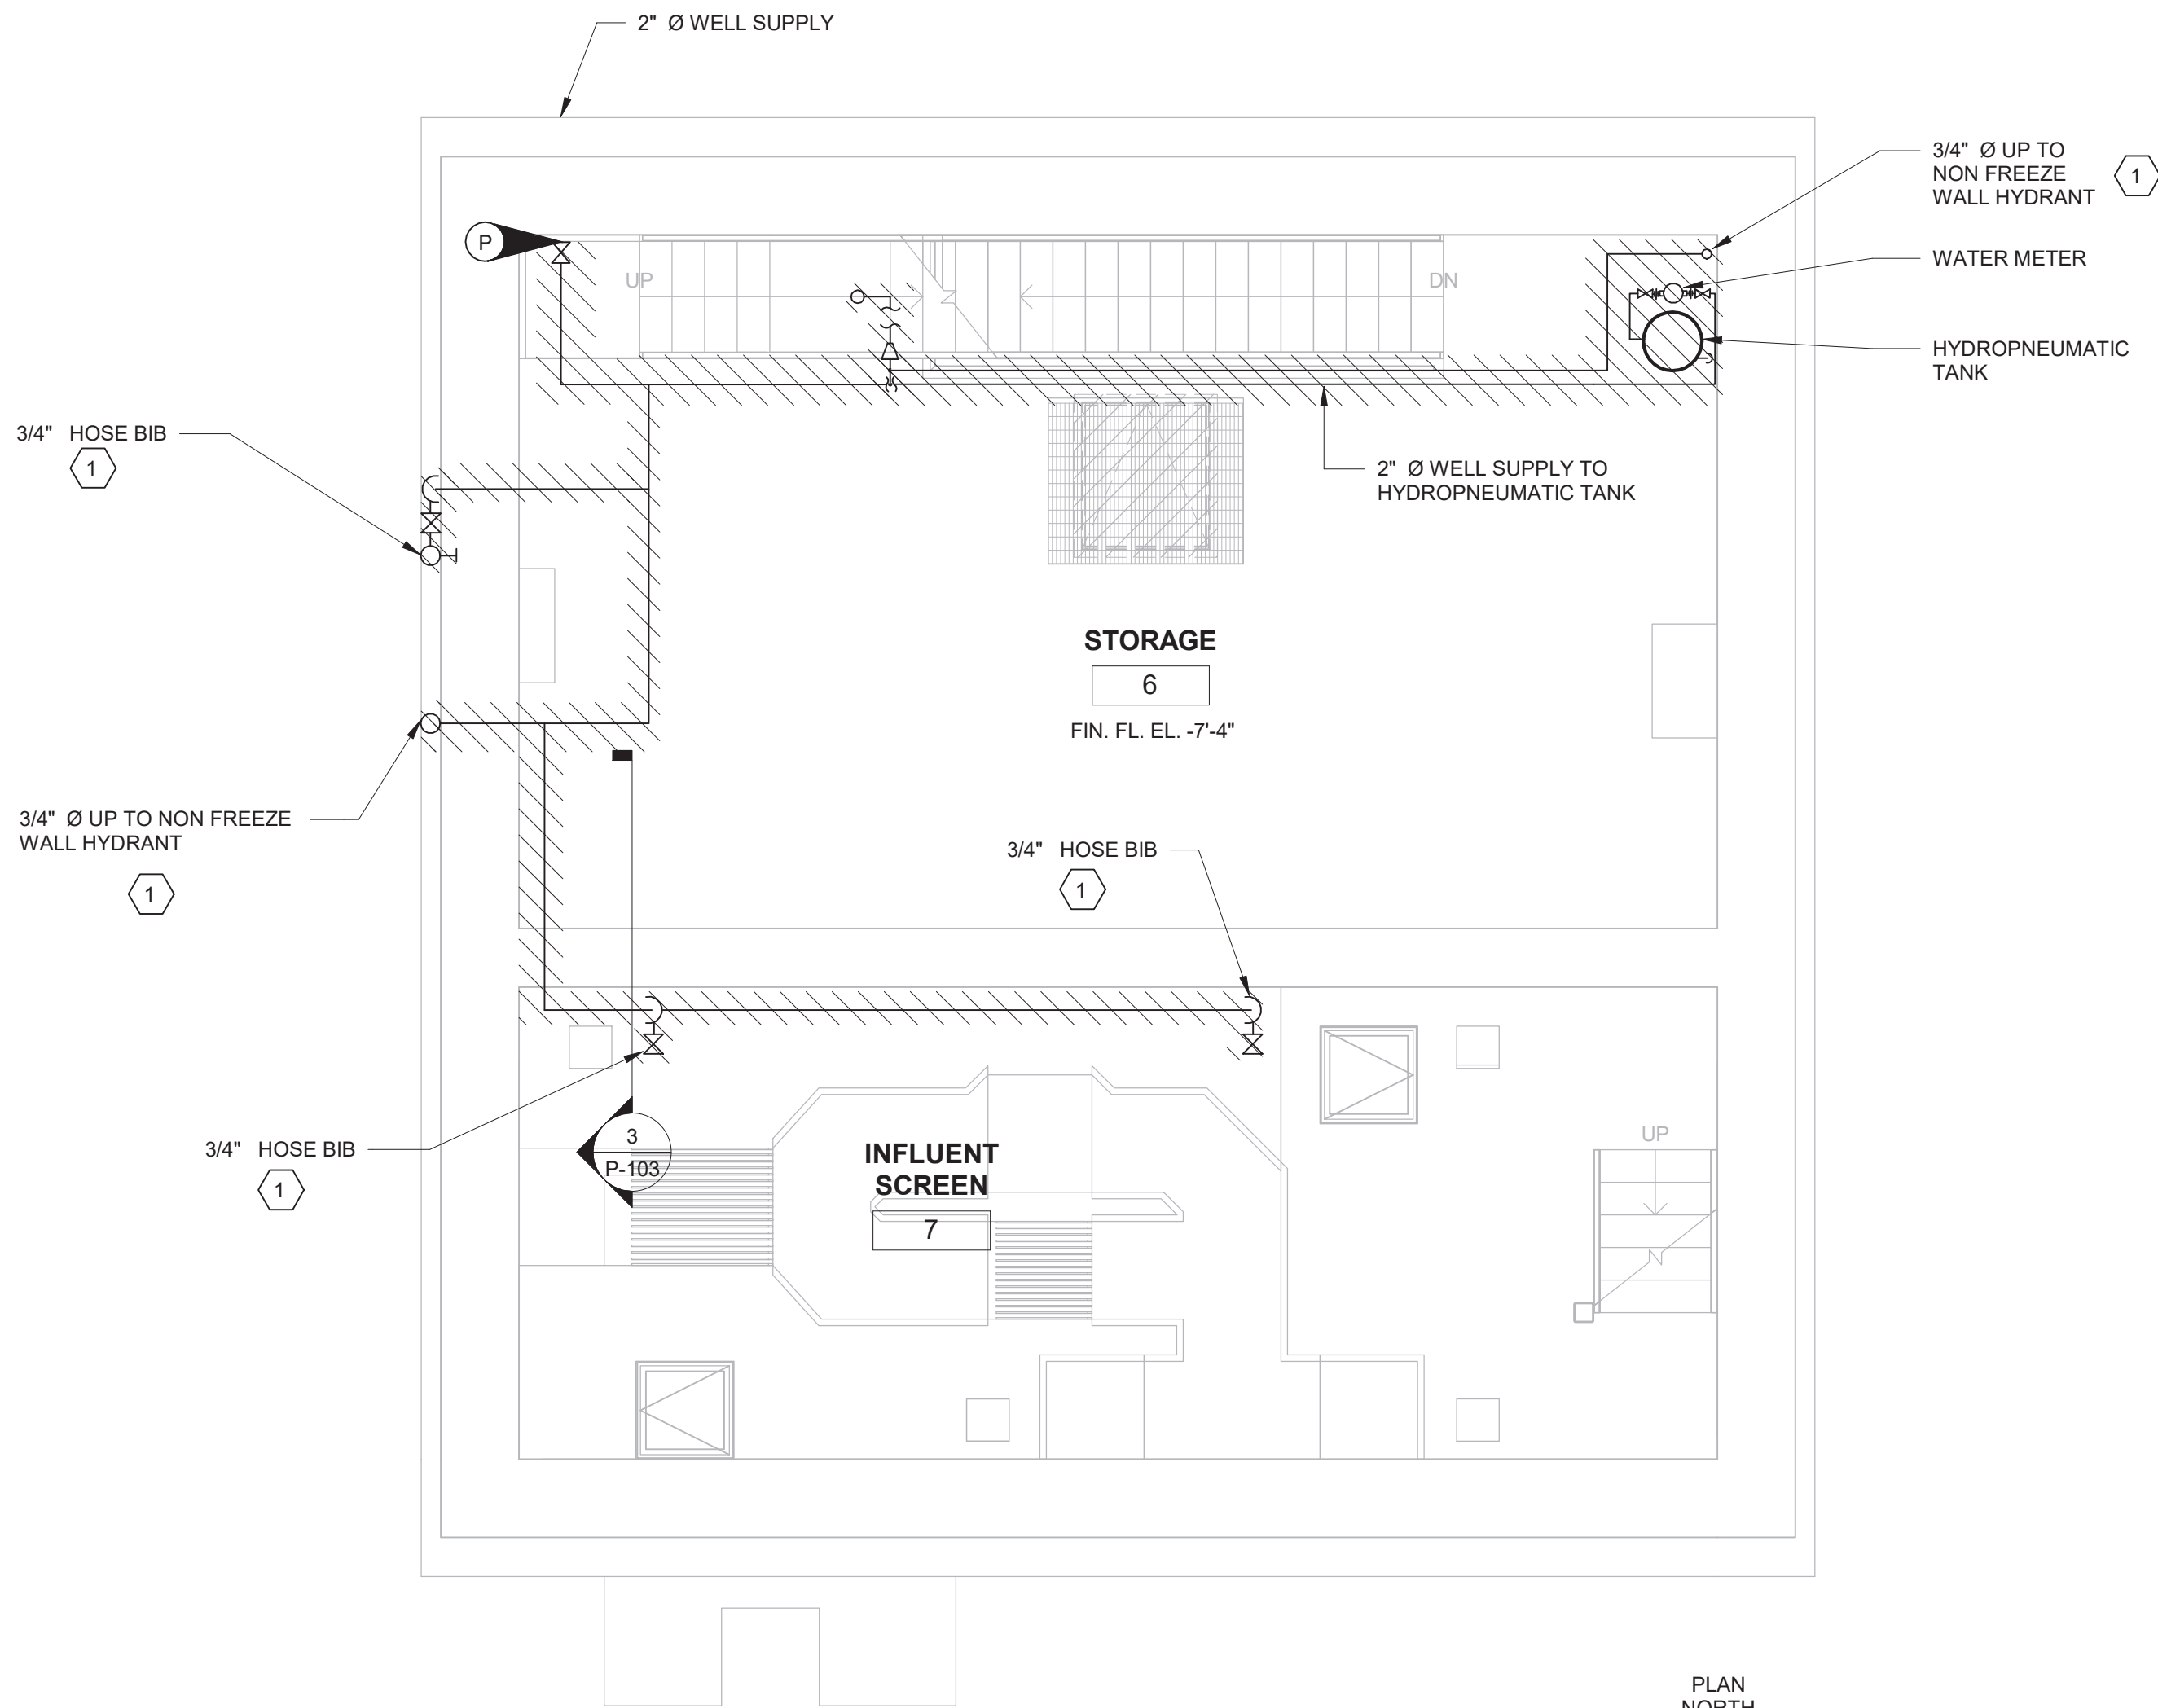 2" Ø WELL SUPPLY
3/4" Ø UP TO
NON FREEZE
WALL HYDRANT
1
WATER METER
P
UP
DN
HYDROPNEUMATIC
TANK
3/4" HOSE BIB
1
2" Ø WELL SUPPLY TO
HYDROPNEUMATIC TANK
STORAGE
6
FIN. FL. EL. -7'-4"
3/4" Ø UP TO NON FREEZE
WALL HYDRANT
1
3/4" HOSE BIB
1
3/4" HOSE BIB
1
3
P-103
INFLUENT
SCREEN
7
UP
PLAN
NORTH